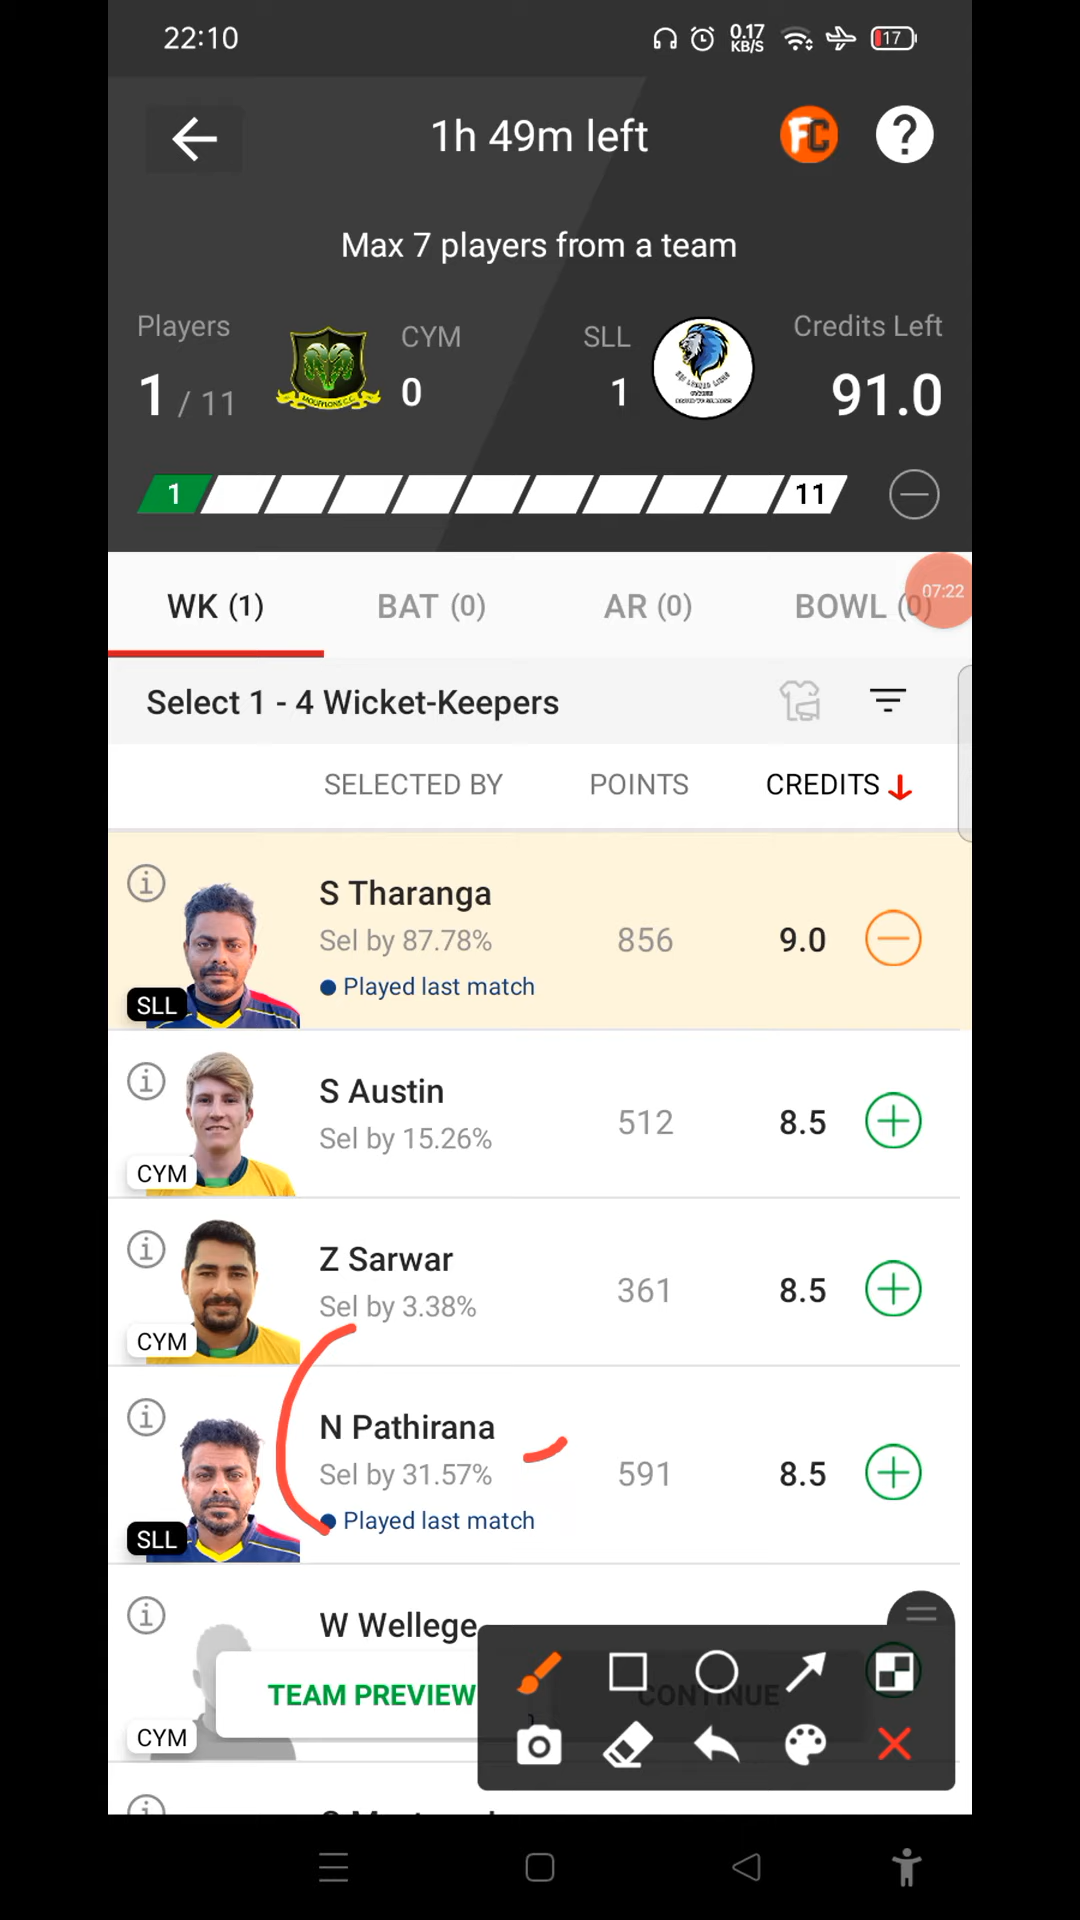 22:10
0.17
KB/S
17
1h 49m left
FC
?
Max 7 players from a team
Players
1 / 11
CYM
0
SLL
1
Credits Left
91.0
MOUFFLONS C.C.
1
11
WK (1)
BAT (0)
AR (0)
BOWL (0)
07:22
Select 1 - 4 Wicket-Keepers
SELECTED BY
POINTS
CREDITS
S Tharanga
Sel by 87.78%
Played last match
856
9.0
SLL
S Austin
Sel by 15.26%
512
8.5
CYM
Z Sarwar
Sel by 3.38%
361
8.5
CYM
N Pathirana
Sel by 31.57%
Played last match
591
8.5
SLL
W Wellege
TEAM PREVIEW
CONTINUE
CYM